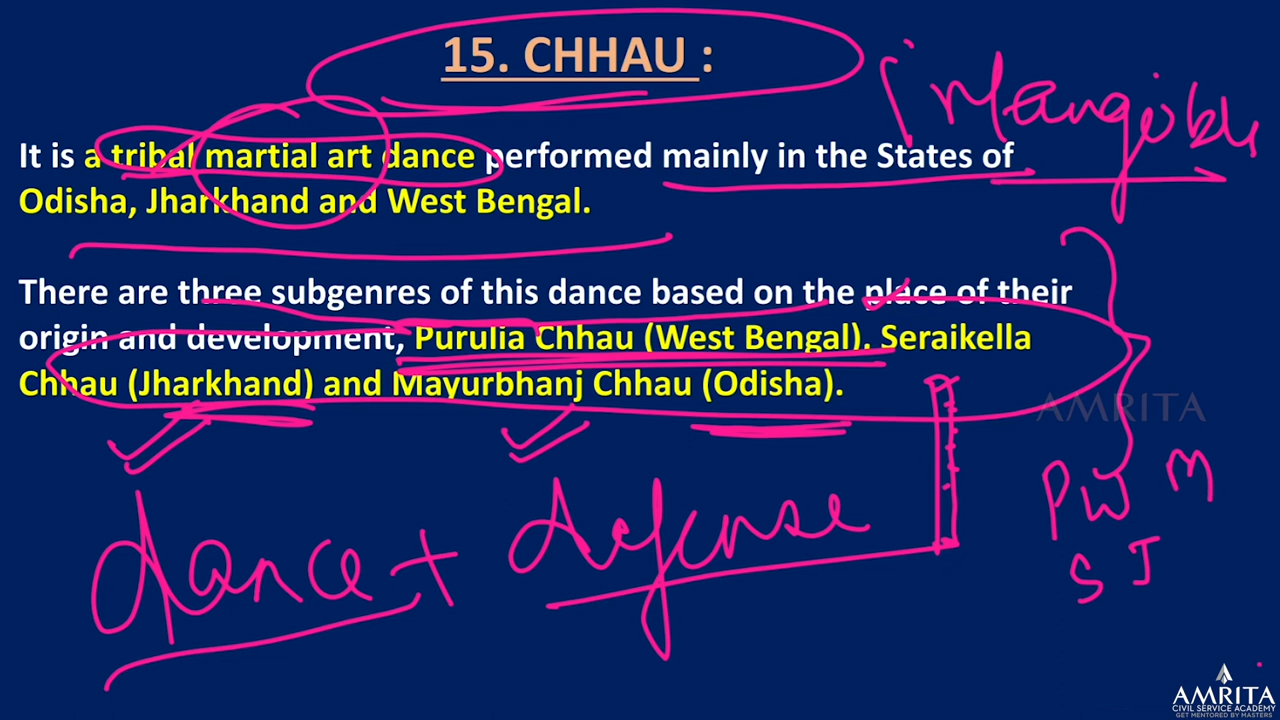 15. CHHAU :
intangible
It is a tribal martial art dance performed mainly in the States of
Odisha, Jharkhand and West Bengal.
There are three subgenres of this dance based on the place of their
origin and development, Purulia Chhau (West Bengal). Seraikella
Chhau (Jharkhand) and Mayurbhanj Chhau (Odisha).
AMRITA
dance + defense
PW M
SJ
AMRITA
CIVIL SERVICE ACADEMY
GET MENTORED BY MASTERS